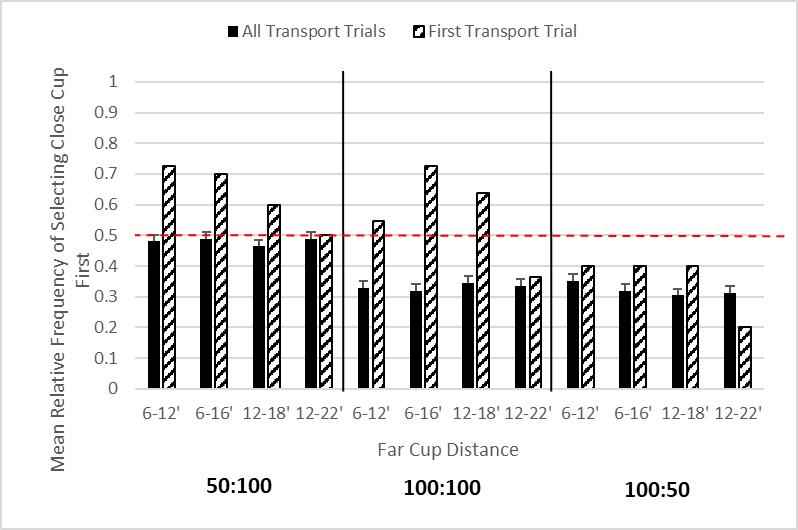 All Transport Trials First Transport Trial
Mean Relative Frequency of Selecting Close Cup
First
1
0.9
0.8
0.7
0.6
0.5
0.4
0.3
0.2
0.1
0
6-12' 6-16' 12-18' 12-22' 6-12' 6-16' 12-18' 12-22' 6-12' 6-16' 12-18' 12-22'
Far Cup Distance
50:100 100:100 100:50